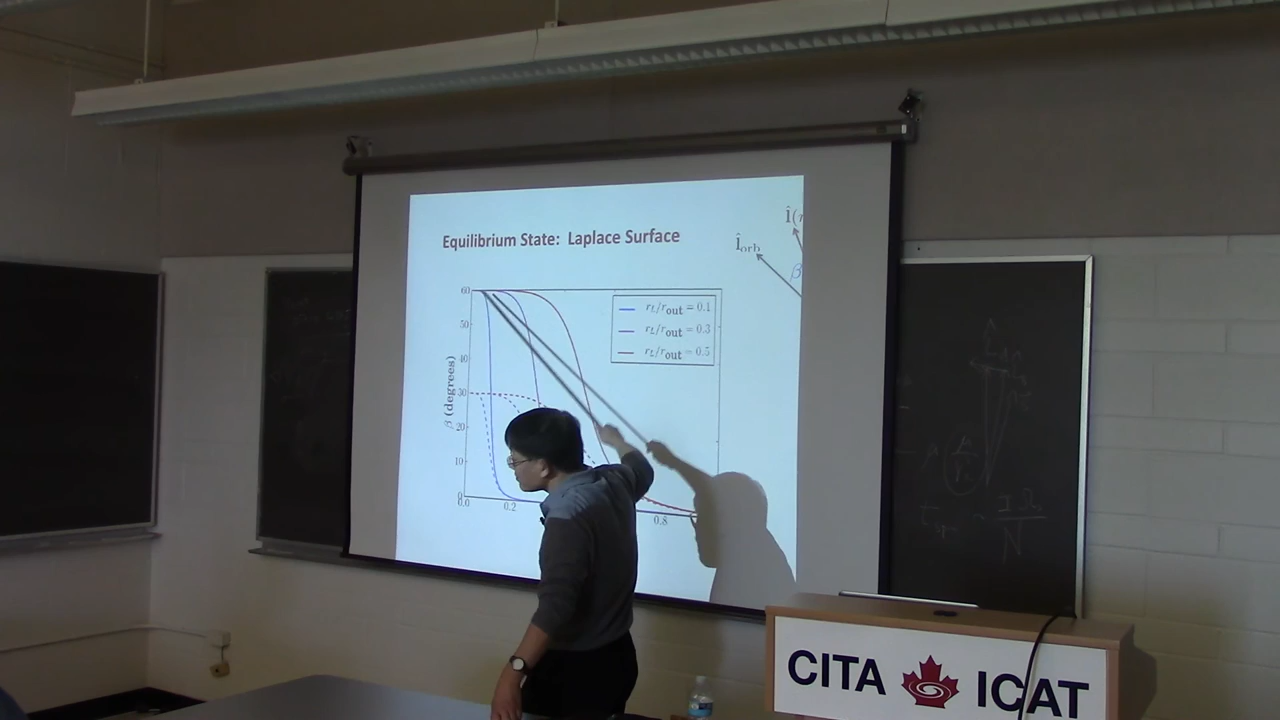 Equilibrium State: Laplace Surface
Î(r
Î_orb
β
60
50
40
30
20
10
0
β (degrees)
r_L/r_out = 0.1
r_L/r_out = 0.3
r_L/r_out = 0.5
0.0
0.2
0.8
CITA ICAT